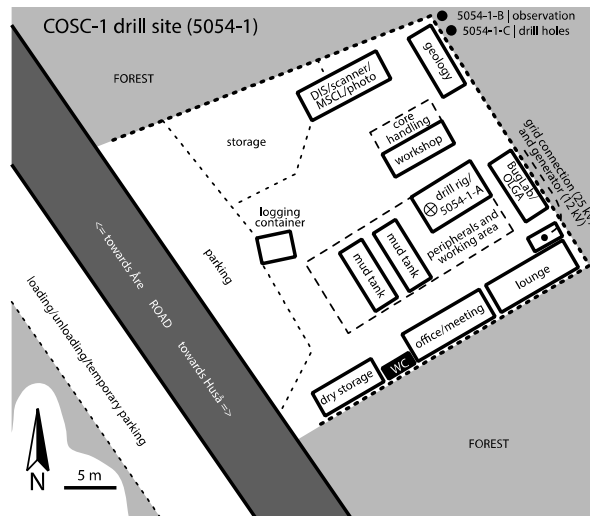 COSC-1 drill site (5054-1)
5054-1-B | observation
5054-1-C | drill holes
FOREST
geology
DIS/scanner/
MSCL/photo
storage
core
handling
workshop
grid connection (25 kV)
and generator (12 kV)
BugLab/
OLGA
drill rig/
5054-1-A
logging
container
peripherals and
working area
mud tank
mud tank
parking
<= towards Åre
ROAD
towards Huså =>
lounge
office/meeting
WC
dry storage
loading/unloading/temporary parking
FOREST
N
5 m